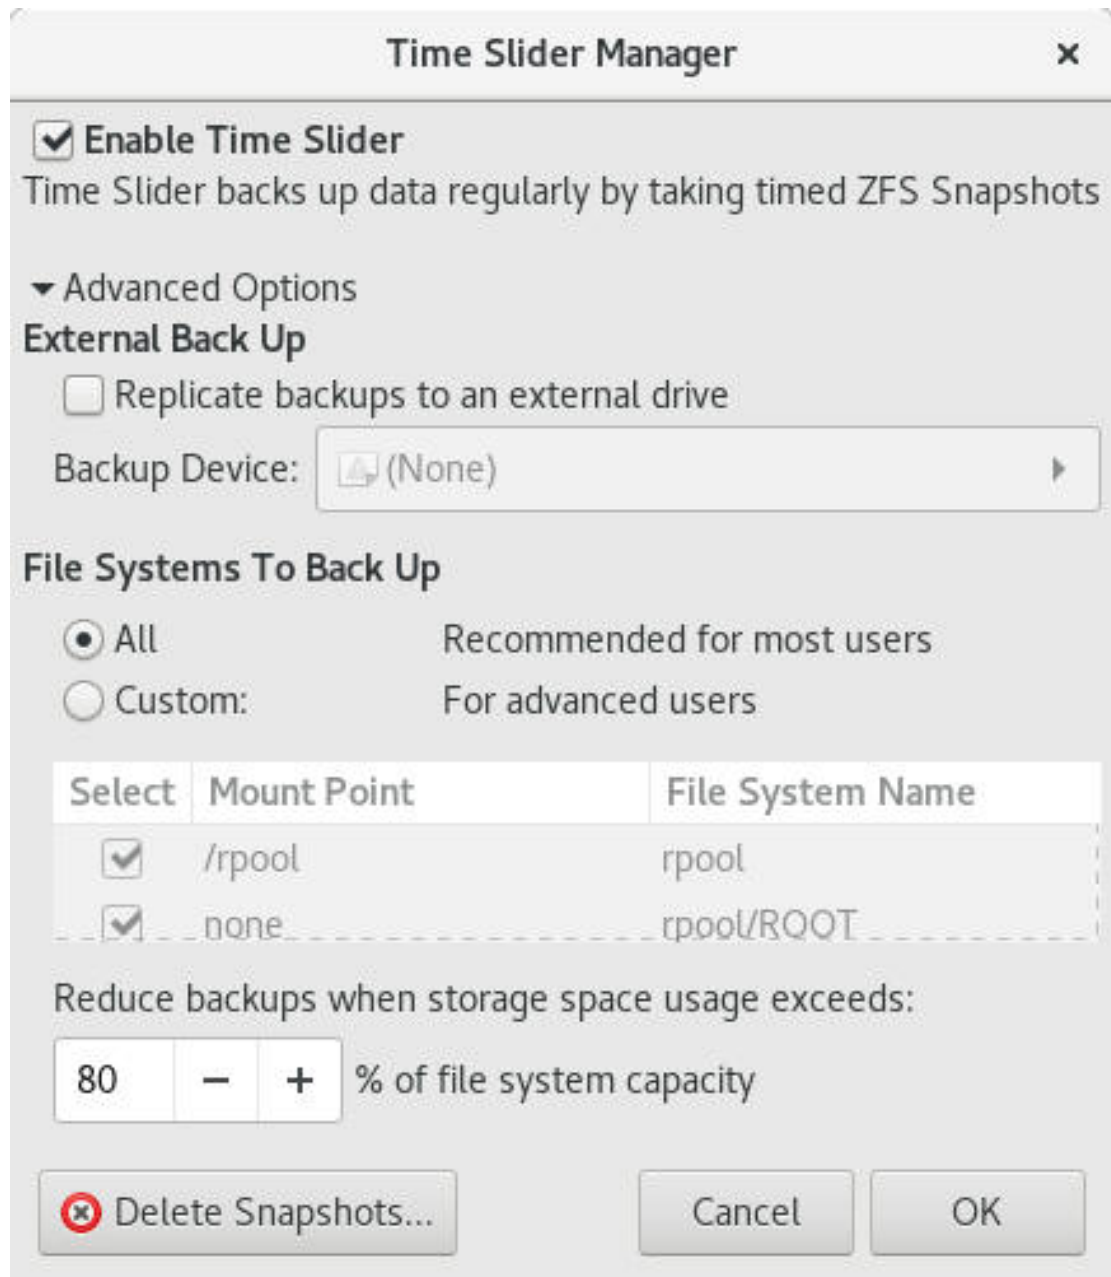 Time Slider Manager
Enable Time Slider
Time Slider backs up data regularly by taking timed ZFS Snapshots
Advanced Options
External Back Up
Replicate backups to an external drive
Backup Device: (None)
File Systems To Back Up
All Recommended for most users
Custom: For advanced users
Select Mount Point File System Name
/rpool rpool
none rpool/ROOT
Reduce backups when storage space usage exceeds:
80 − + % of file system capacity
Delete Snapshots... Cancel OK